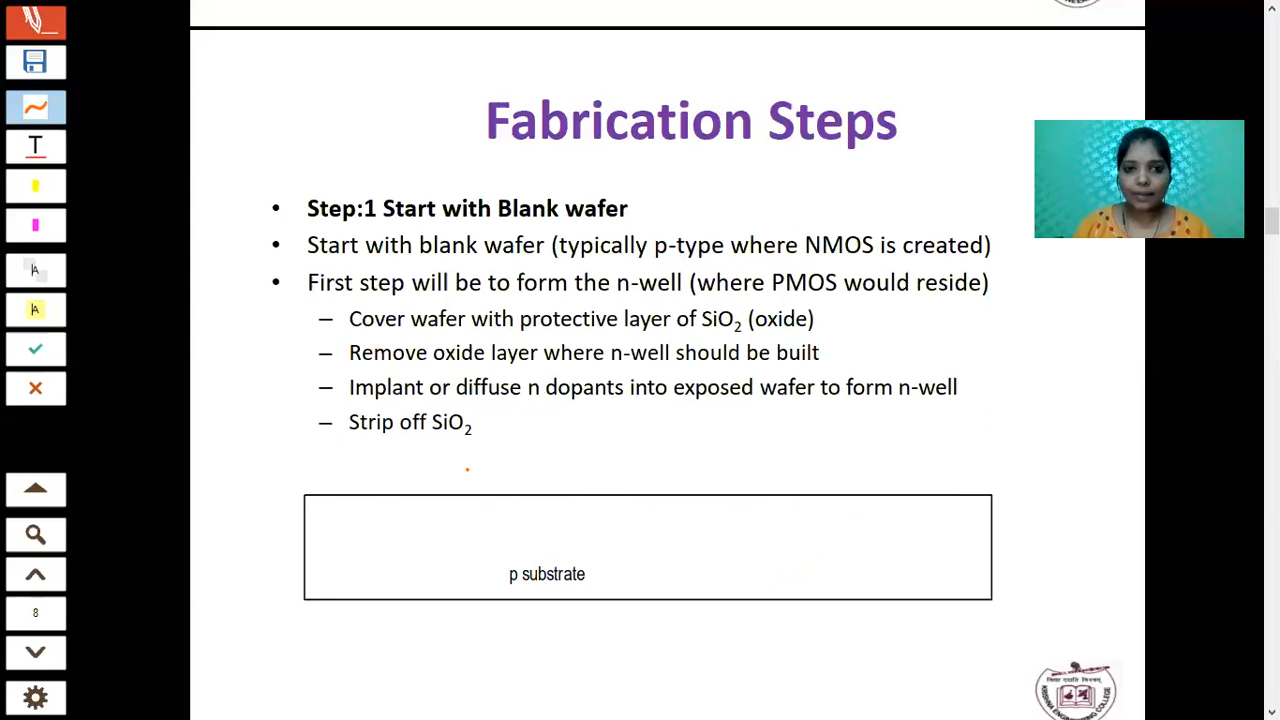 Fabrication Steps
• Step:1 Start with Blank wafer
• Start with blank wafer (typically p-type where NMOS is created)
• First step will be to form the n-well (where PMOS would reside)
– Cover wafer with protective layer of SiO₂ (oxide)
– Remove oxide layer where n-well should be built
– Implant or diffuse n dopants into exposed wafer to form n-well
– Strip off SiO₂
p substrate
T
A
A
8
KRISHNA ENGINEERING COLLEGE